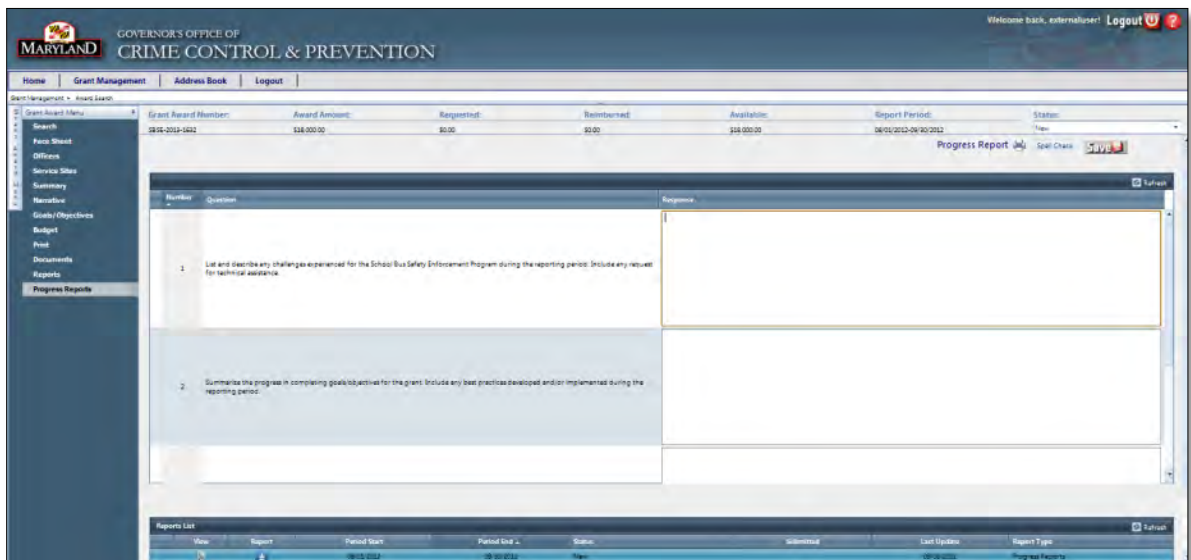 Welcome back, externaluser! Logout
GOVERNOR'S OFFICE OF
MARYLAND CRIME CONTROL & PREVENTION
Home Grant Management Address Book Logout
Grant Management Award Search
Grant Award Menu
Search
Face Sheet
Officers
Service Sites
Summary
Narrative
Goals/Objectives
Budget
Print
Documents
Reports
Progress Reports
Grant Award Number: Award Amount: Requested: Reimbursed: Available: Report Period: Status:
SBSE-2013-1632 $18,000.00 $0.00 $0.00 $18,000.00 New
Progress Report Spell Check Save
Refresh
Number Question Response
1 List and describe any challenges experienced for the School Bus Safety Enforcement Program during the reporting period. Include any request
for technical assistance.
2 Summarize the progress in completing goals/objectives for the grant. Include any best practices developed and/or implemented during the
reporting period.
Reports List Refresh
View Report Period Start Period End Status Submitted Last Update Report Type
New Progress Reports